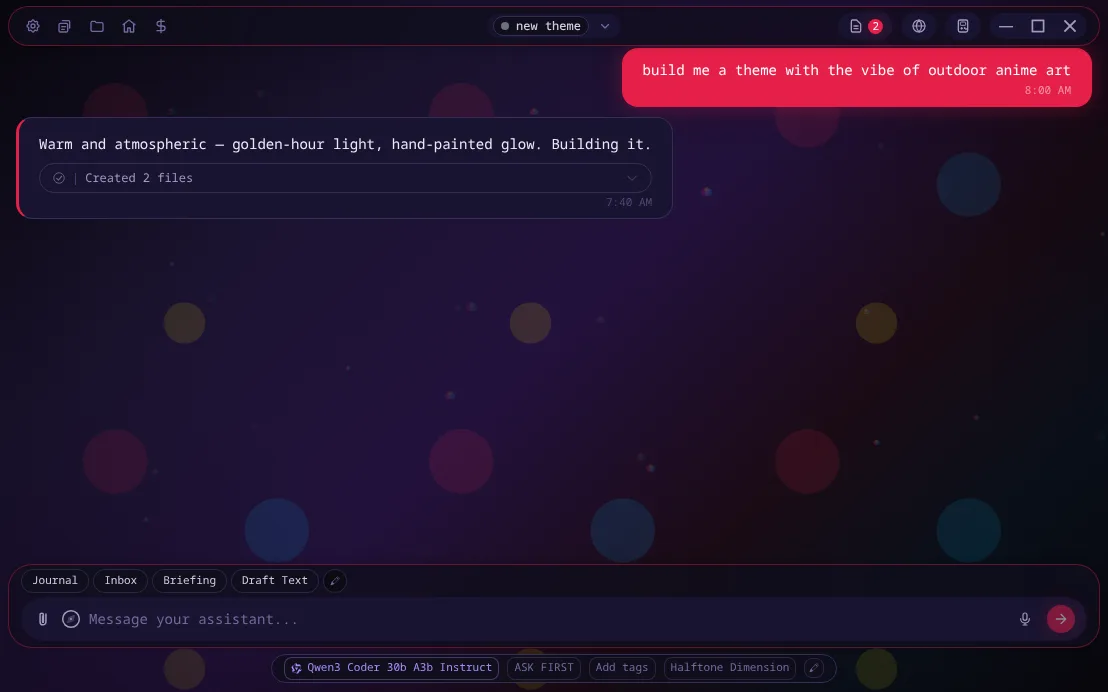 $
new theme
2
build me a theme with the vibe of outdoor anime art
8:00 AM
Warm and atmospheric — golden-hour light, hand-painted glow. Building it.
Created 2 files
7:40 AM
Journal Inbox Briefing Draft Text
Message your assistant...
Qwen3 Coder 30b A3b Instruct ASK FIRST Add tags Halftone Dimension